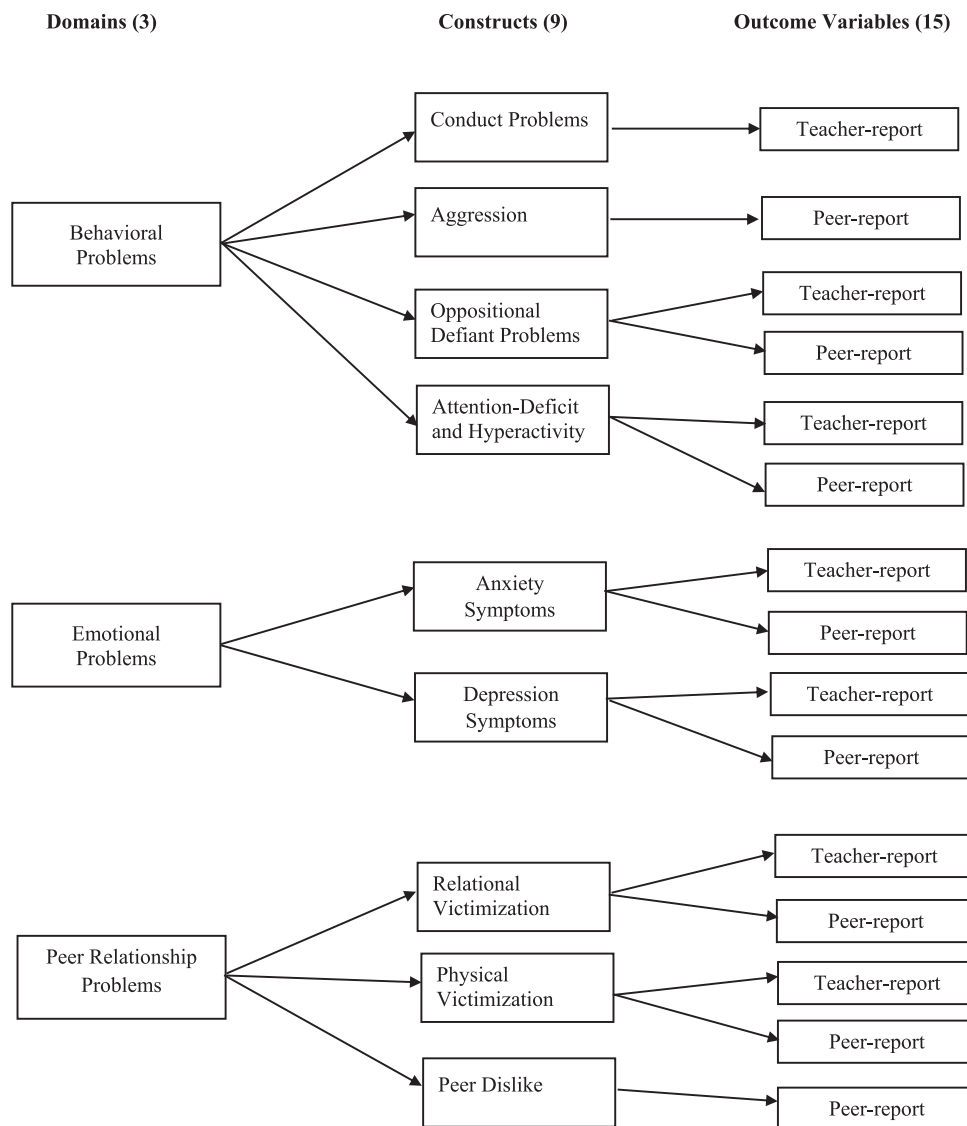 Domains (3)
Constructs (9)
Outcome Variables (15)
Behavioral
Problems
Conduct Problems
Teacher-report
Aggression
Peer-report
Oppositional
Defiant Problems
Teacher-report
Peer-report
Attention-Deficit
and Hyperactivity
Teacher-report
Peer-report
Emotional
Problems
Anxiety
Symptoms
Teacher-report
Peer-report
Depression
Symptoms
Teacher-report
Peer-report
Peer Relationship
Problems
Relational
Victimization
Teacher-report
Peer-report
Physical
Victimization
Teacher-report
Peer-report
Peer Dislike
Peer-report